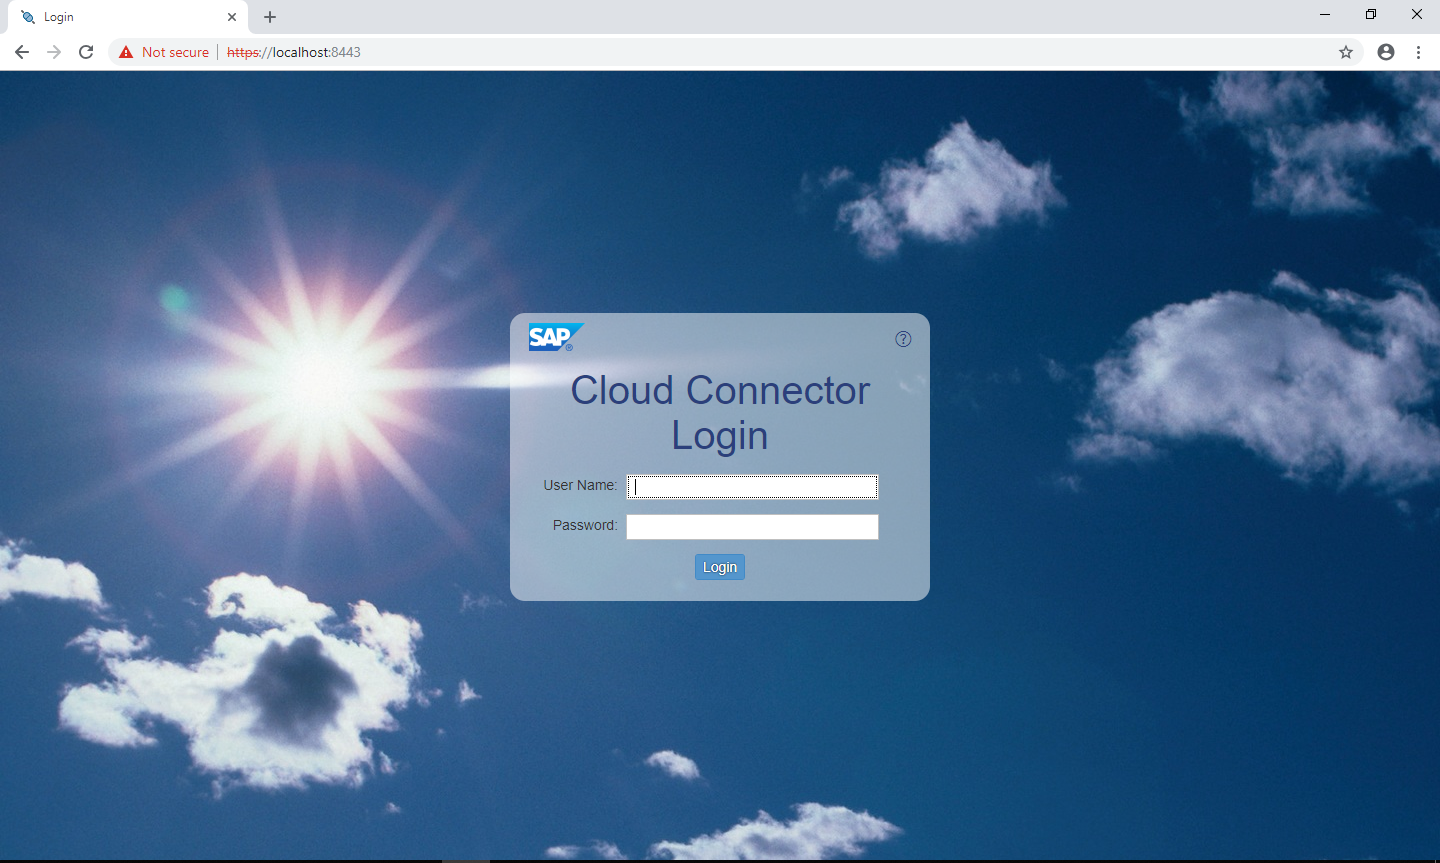 Login
Not secure
https://localhost:8443
SAP®
?
Cloud Connector
Login
User Name:
Password:
Login